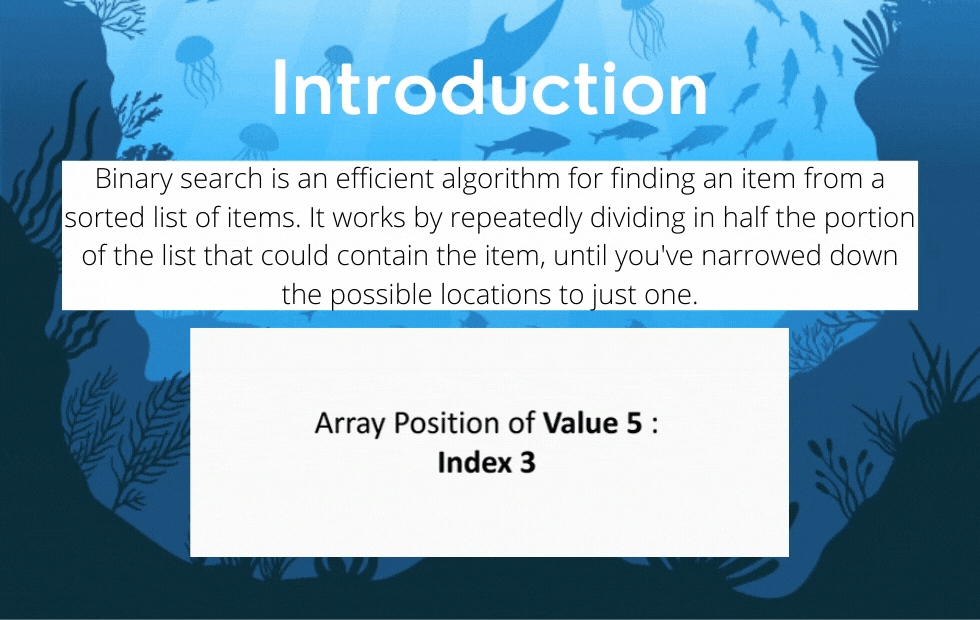 Introduction
Binary search is an efficient algorithm for finding an item from a
sorted list of items. It works by repeatedly dividing in half the portion
of the list that could contain the item, until you've narrowed down
the possible locations to just one.
Array Position of Value 5 :
Index 3